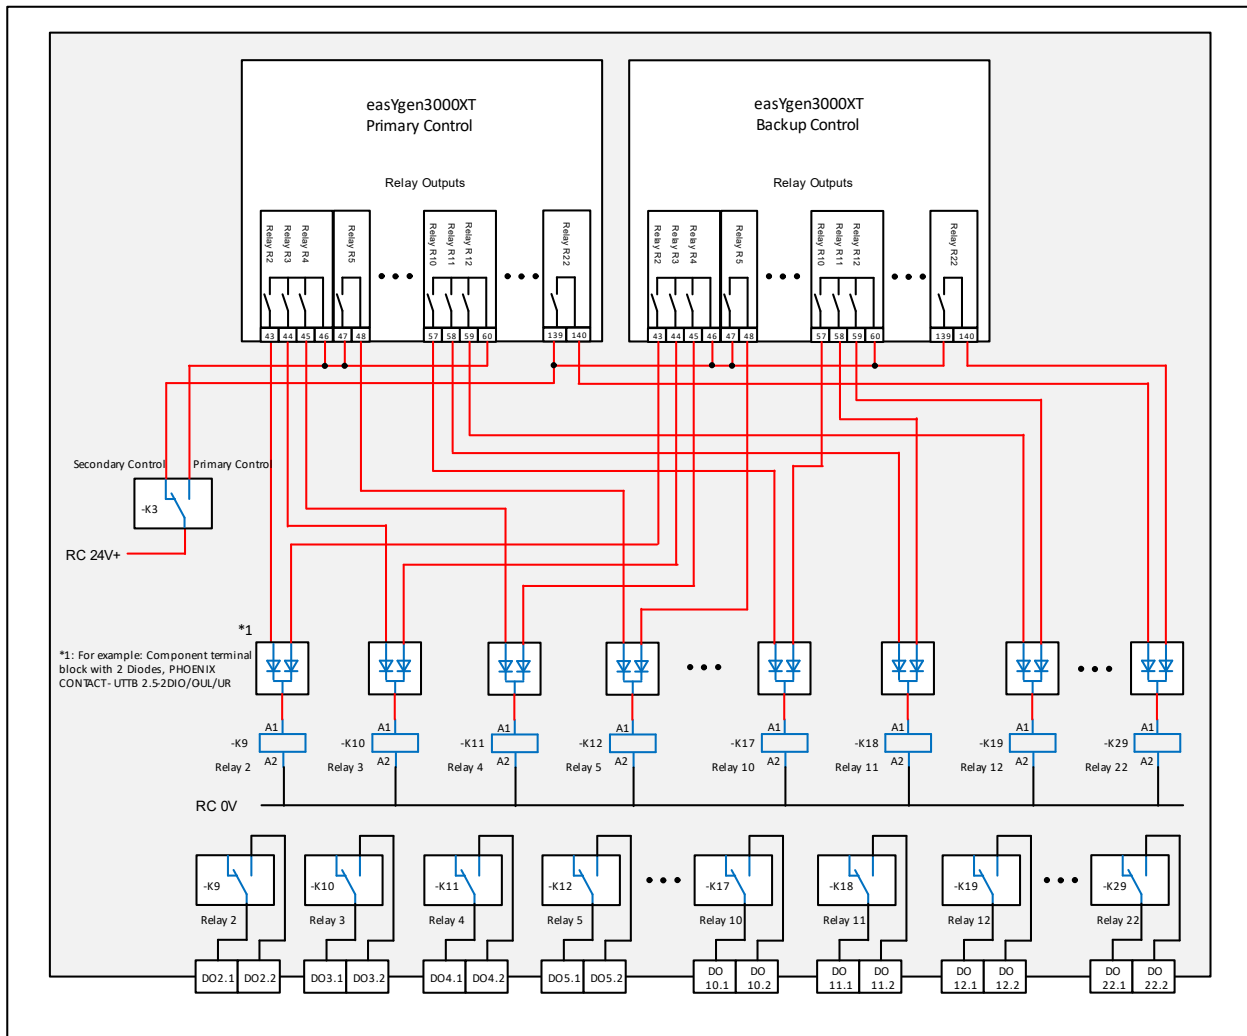 easYgen3000XT
Primary Control
easYgen3000XT
Backup Control
Relay Outputs
Relay Outputs
Relay R2
Relay R3
Relay R4
Relay R5
Relay R10
Relay R11
Relay R12
Relay R22
Relay R2
Relay R3
Relay R4
Relay R5
Relay R10
Relay R11
Relay R12
Relay R22
43 44 45 46 47 48 57 58 59 60 139 140
43 44 45 46 47 48 57 58 59 60 139 140
Secondary Control Primary Control
-K3
RC 24V+
*1
*1: For example: Component terminal
block with 2 Diodes, PHOENIX
CONTACT- UTTB 2.5-2DIO/OUL/UR
A1 A1 A1 A1 A1 A1 A1 A1
-K9 -K10 -K11 -K12 -K17 -K18 -K19 -K29
A2 A2 A2 A2 A2 A2 A2 A2
Relay 2 Relay 3 Relay 4 Relay 5 Relay 10 Relay 11 Relay 12 Relay 22
RC 0V
-K9 -K10 -K11 -K12 -K17 -K18 -K19 -K29
Relay 2 Relay 3 Relay 4 Relay 5 Relay 10 Relay 11 Relay 12 Relay 22
DO2.1 DO2.2 DO3.1 DO3.2 DO4.1 DO4.2 DO5.1 DO5.2
DO DO DO DO DO DO DO DO
10.1 10.2 11.1 11.2 12.1 12.2 22.1 22.2